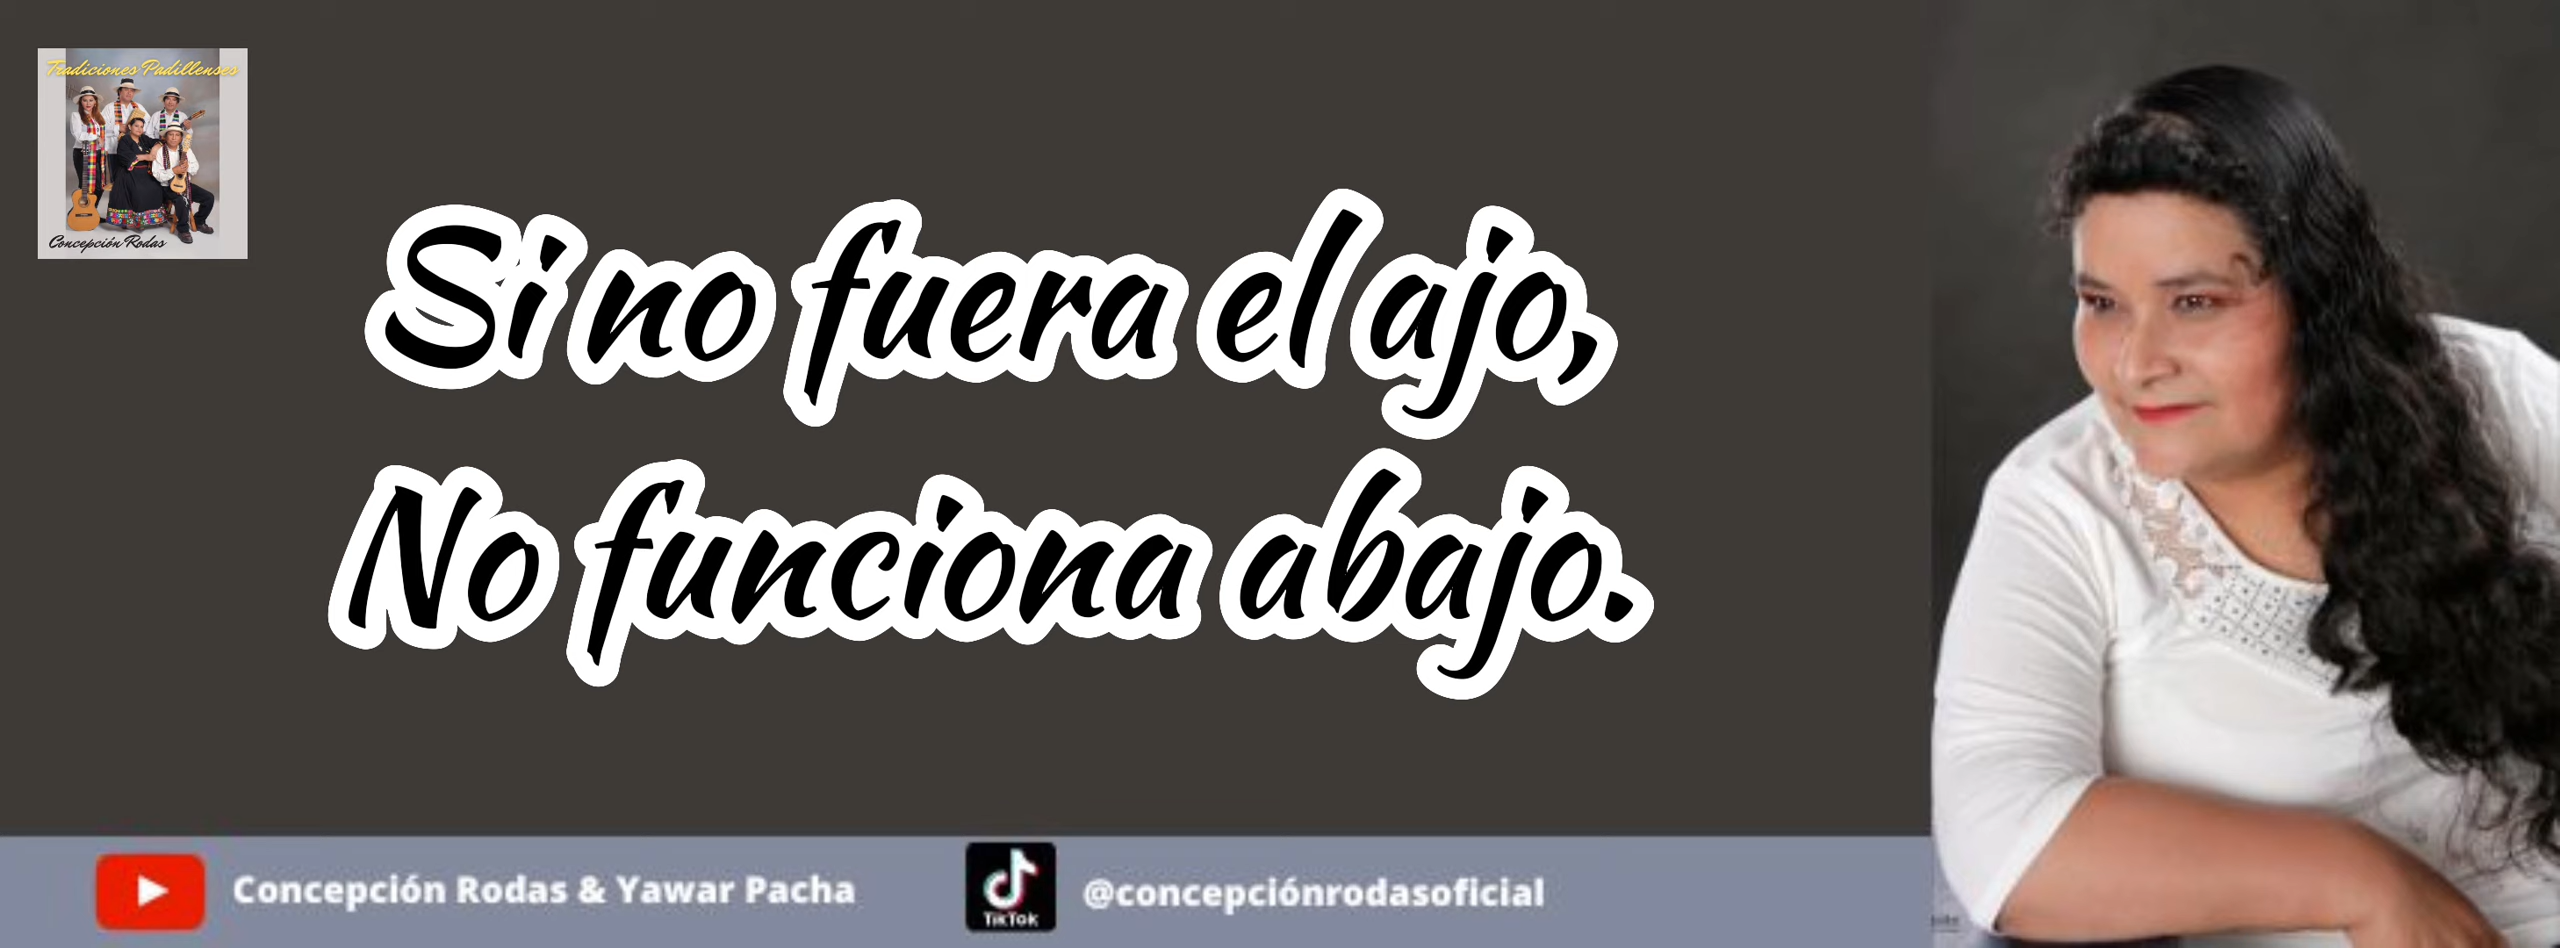 Tradiciones Padillenses
Concepción Rodas
Si no fuera el ajo,
No funciona abajo.
Concepción Rodas & Yawar Pacha
TikTok
@concepciónrodasoficial